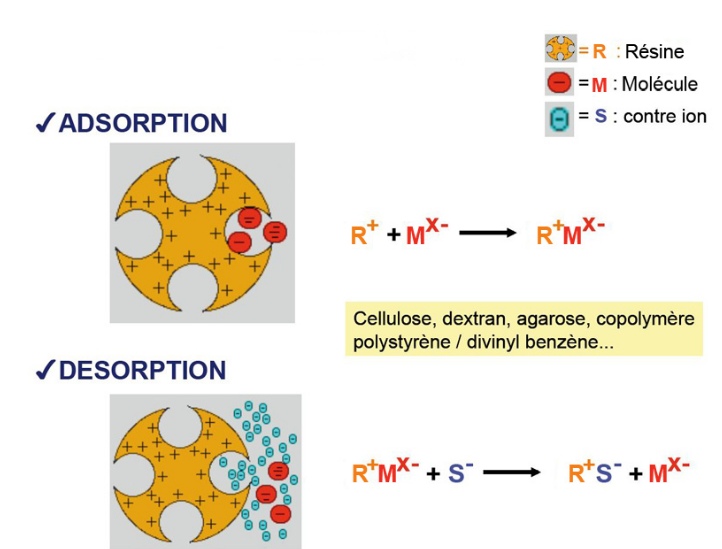 = R : Résine
= M : Molécule
= S : contre ion
✓ADSORPTION
R⁺ + Mˣ⁻ → R⁺Mˣ⁻
Cellulose, dextran, agarose, copolymère
polystyrène / divinyl benzène...
✓DESORPTION
R⁺Mˣ⁻ + S⁻ → R⁺S⁻ + Mˣ⁻